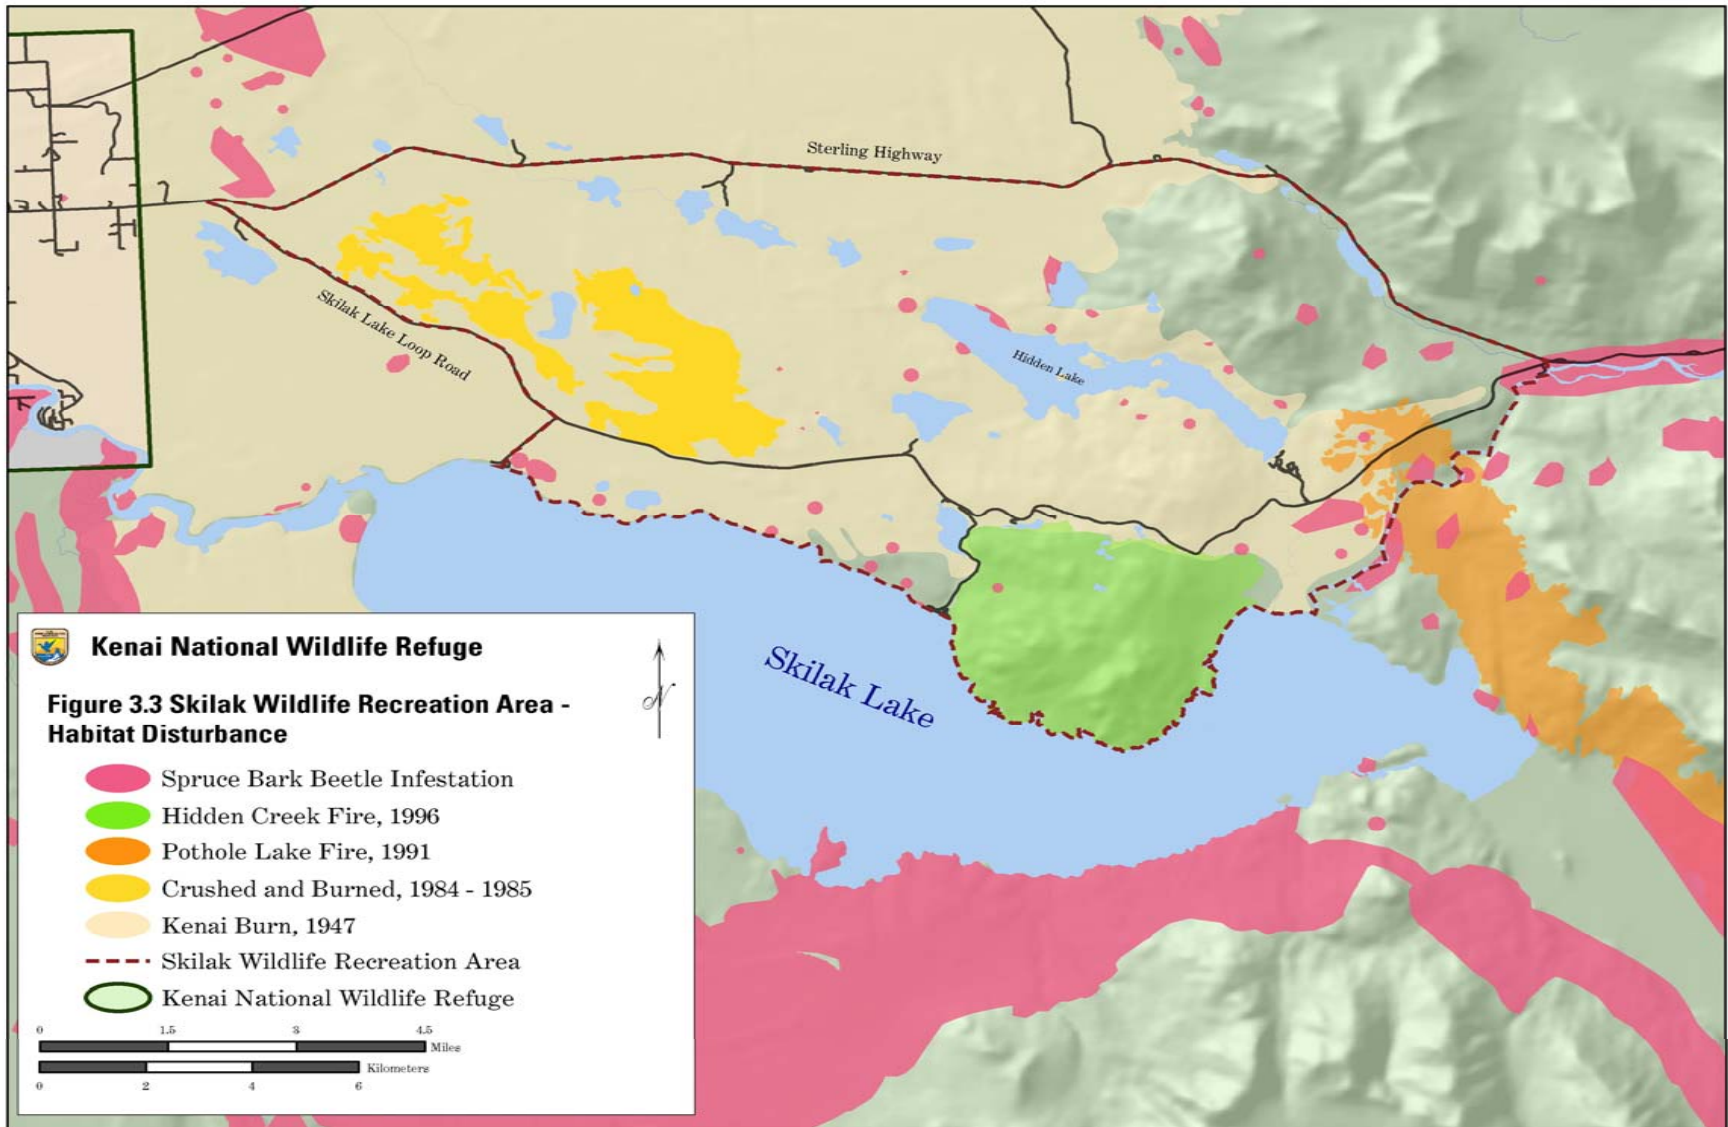 Sterling Highway
Skilak Lake Loop Road
Hidden Lake
Skilak Lake
Kenai National Wildlife Refuge
N
Figure 3.3 Skilak Wildlife Recreation Area -
Habitat Disturbance
Spruce Bark Beetle Infestation
Hidden Creek Fire, 1996
Pothole Lake Fire, 1991
Crushed and Burned, 1984 - 1985
Kenai Burn, 1947
Skilak Wildlife Recreation Area
Kenai National Wildlife Refuge
0 1.5 3 4.5
Miles
Kilometers
0 2 4 6